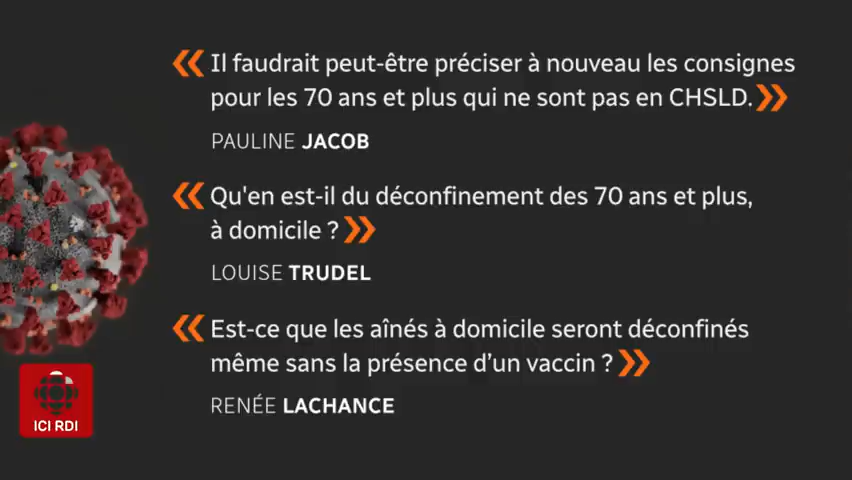 « Il faudrait peut-être préciser à nouveau les consignes
pour les 70 ans et plus qui ne sont pas en CHSLD. »
PAULINE JACOB
« Qu'en est-il du déconfinement des 70 ans et plus,
à domicile ? »
LOUISE TRUDEL
« Est-ce que les aînés à domicile seront déconfinés
même sans la présence d’un vaccin ? »
RENÉE LACHANCE
ICI RDI